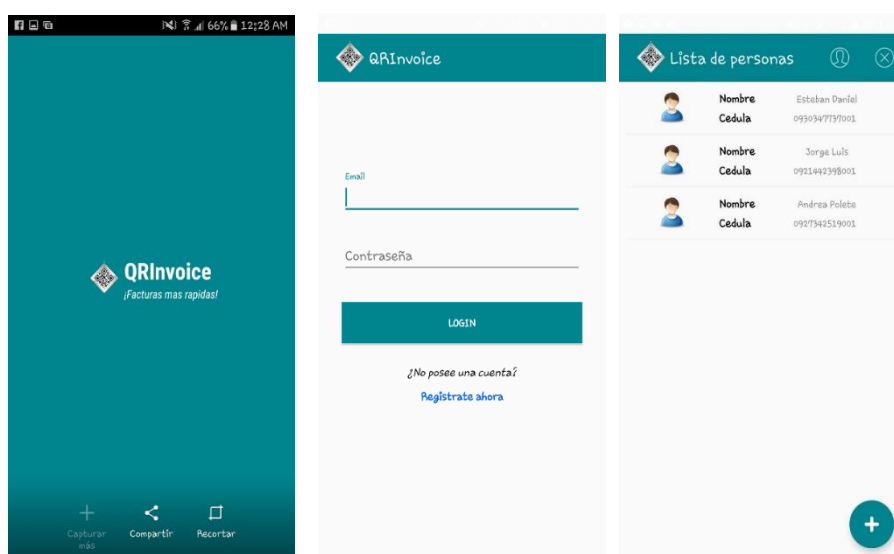 66% 12:28 AM
QRInvoice
¡Facturas mas rapidas!
Capturar más
Compartir
Recortar
QRInvoice
Email
Contraseña
LOGIN
¿No posee una cuenta?
Registrate ahora
Lista de personas
Nombre Esteban Daniel
Cedula 0930347737001
Nombre Jorge Luis
Cedula 0921442398001
Nombre Andrea Polete
Cedula 0927342519001